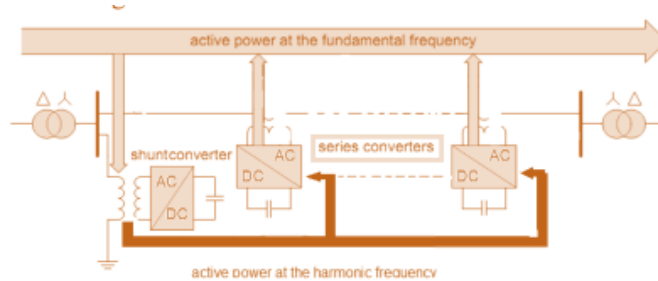 active power at the fundamental frequency
Δ
Δ
shuntconverter
series converters
AC
DC
AC
DC
AC
DC
active power at the harmonic frequency